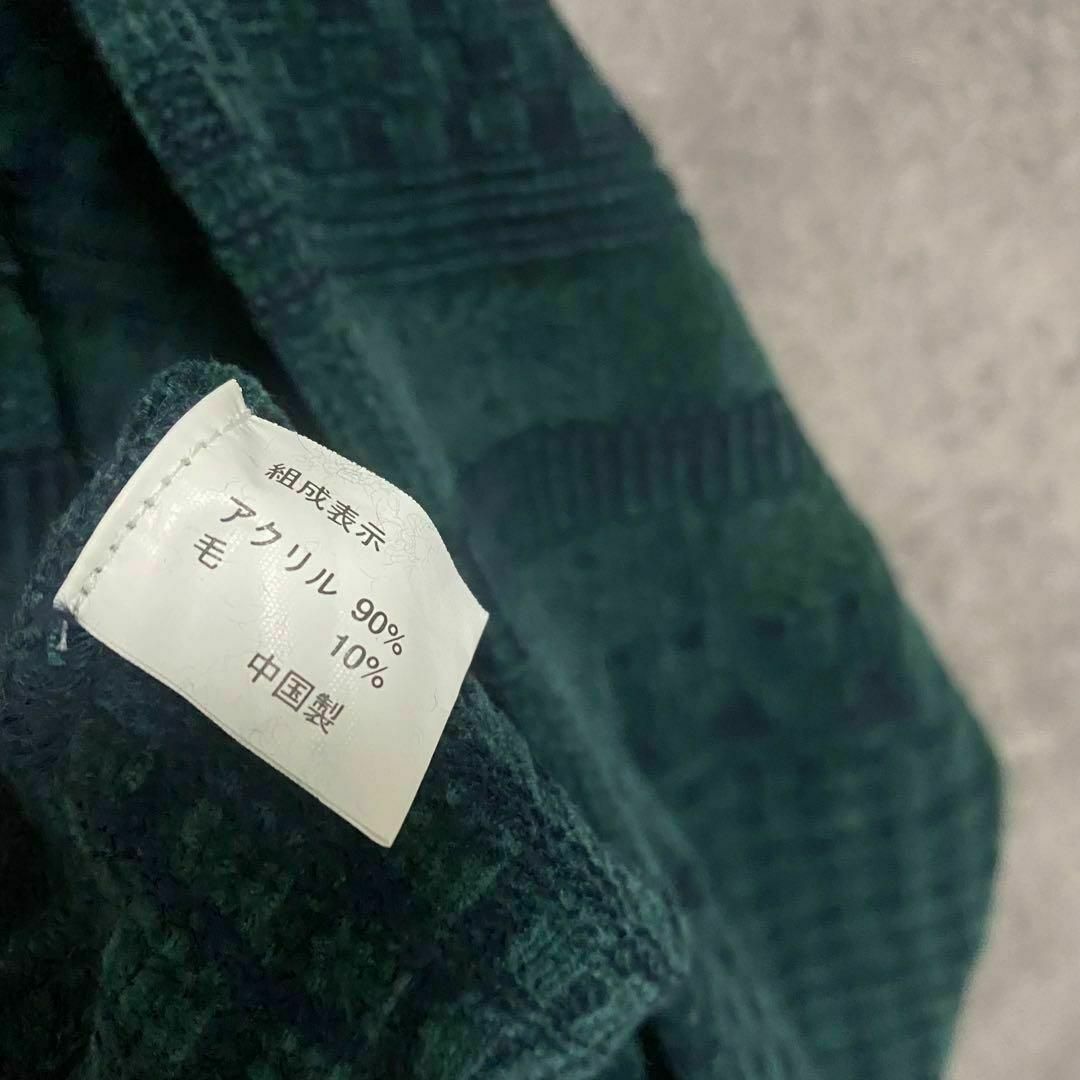 組成表示
アクリル 90%
毛 10%
中国製